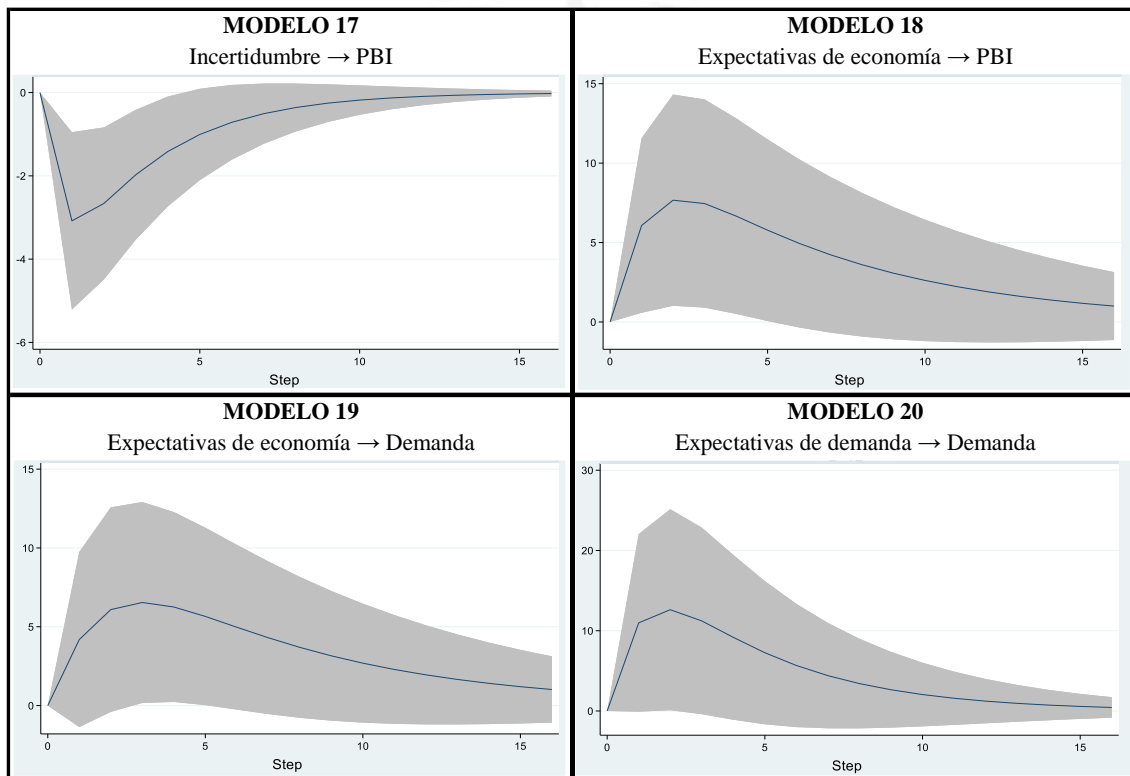 MODELO 17
Incertidumbre → PBI
0
-2
-4
-6
0 5 10 15
Step
MODELO 18
Expectativas de economía → PBI
15
10
5
0
0 5 10 15
Step
MODELO 19
Expectativas de economía → Demanda
15
10
5
0
0 5 10 15
Step
MODELO 20
Expectativas de demanda → Demanda
30
20
10
0
0 5 10 15
Step